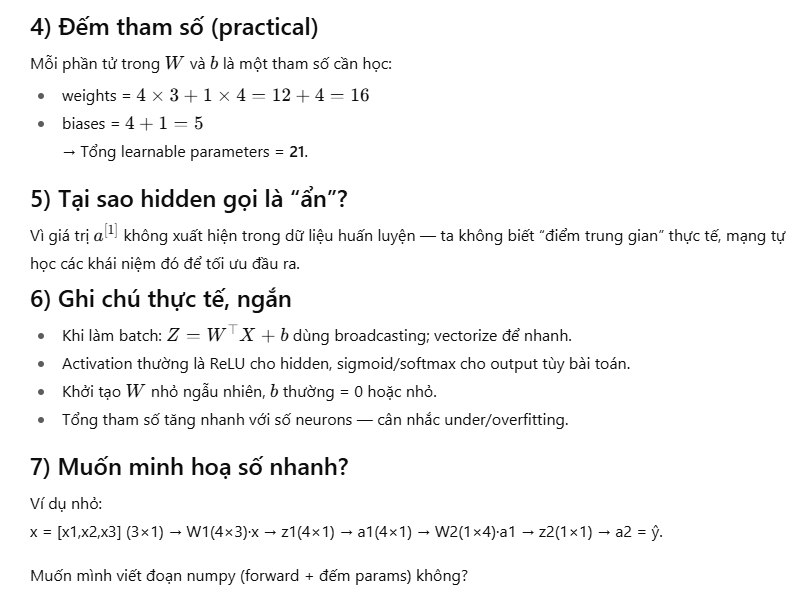 4) Đếm tham số (practical)
Mỗi phần tử trong W và b là một tham số cần học:
• weights = 4 × 3 + 1 × 4 = 12 + 4 = 16
• biases = 4 + 1 = 5
→ Tổng learnable parameters = 21.
5) Tại sao hidden gọi là “ẩn”?
Vì giá trị a^[1] không xuất hiện trong dữ liệu huấn luyện — ta không biết “điểm trung gian” thực tế, mạng tự
học các khái niệm đó để tối ưu đầu ra.
6) Ghi chú thực tế, ngắn
• Khi làm batch: Z = W^⊤X + b dùng broadcasting; vectorize để nhanh.
• Activation thường là ReLU cho hidden, sigmoid/softmax cho output tùy bài toán.
• Khởi tạo W nhỏ ngẫu nhiên, b thường = 0 hoặc nhỏ.
• Tổng tham số tăng nhanh với số neurons — cân nhắc under/overfitting.
7) Muốn minh hoạ số nhanh?
Ví dụ nhỏ:
x = [x1,x2,x3] (3×1) → W1(4×3)·x → z1(4×1) → a1(4×1) → W2(1×4)·a1 → z2(1×1) → a2 = ŷ.
Muốn mình viết đoạn numpy (forward + đếm params) không?